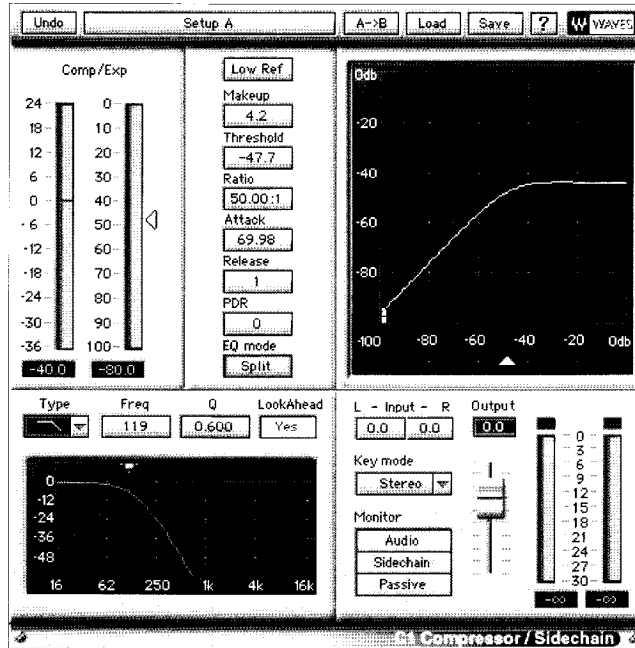 Undo Setup A A->B Load Save ? W WAVES
Comp/Exp
24 0
18 10
12 20
6 30
0 40
-6 50
-12 60
-18 70
-24 80
-30 90
-36 100
-40.0 -80.0
Low Ref
Makeup
4.2
Threshold
-47.7
Ratio
50.00:1
Attack
69.98
Release
1
PDR
0
EQ mode
Split
0db
-20
-40
-60
-80
-100 -80 -60 -40 -20 0db
Type Freq Q LookAhead
119 0.600 Yes
0
-12
-24
-36
-48
16 62 250 1k 4k 16k
L - Input - R Output
0.0 0.0 0.0
Key mode
Stereo
Monitor
Audio
Sidechain
Passive
0
3
6
9
12
15
18
21
24
27
30
-∞ -∞
C1 Compressor / Sidechain